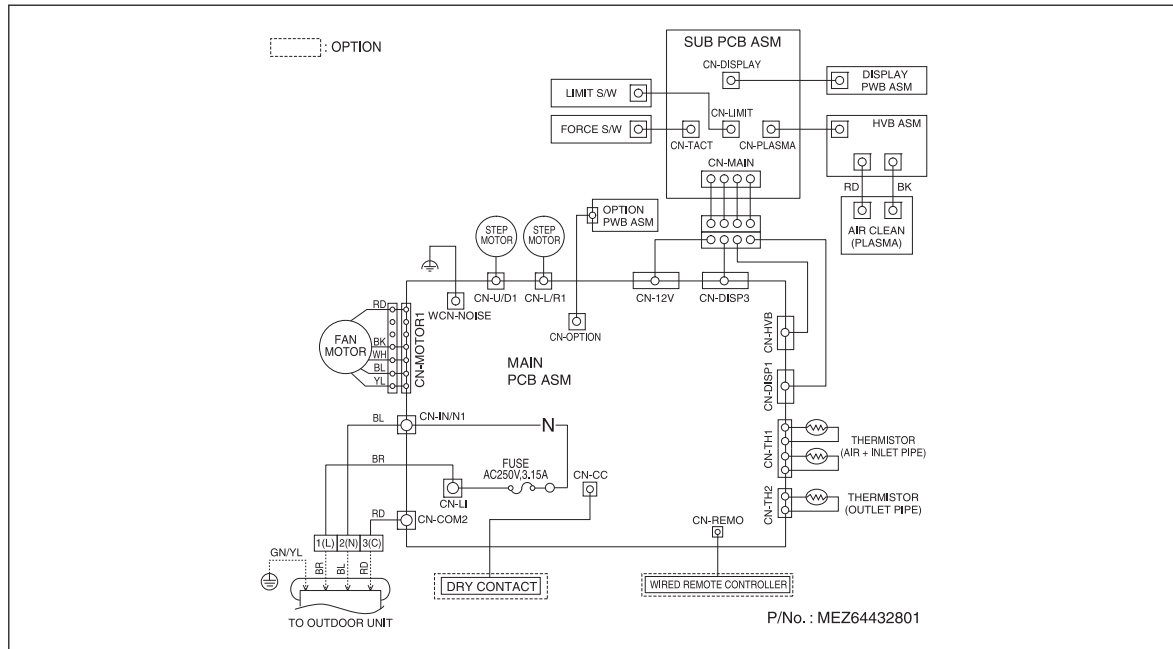 : OPTION
SUB PCB ASM
CN-DISPLAY
DISPLAY
PWB ASM
LIMIT S/W
CN-LIMIT
HVB ASM
FORCE S/W
CN-TACT
CN-PLASMA
CN-MAIN
RD
BK
OPTION
PWB ASM
AIR CLEAN
(PLASMA)
STEP
MOTOR
STEP
MOTOR
CN-U/D1
CN-L/R1
CN-12V
CN-DISP3
WCN-NOISE
CN-OPTION
CN-HVB
RD
FAN
MOTOR
BK
WH
BL
YL
CN-MOTOR1
MAIN
PCB ASM
CN-DISP1
BL
CN-IN/N1
N
CN-TH1
THERMISTOR
(AIR + INLET PIPE)
BR
FUSE
AC250V,3.15A
CN-CC
CN-LI
CN-TH2
THERMISTOR
(OUTLET PIPE)
RD
CN-COM2
CN-REMO
1(L)
2(N)
3(C)
GN/YL
BR
BL
RD
DRY CONTACT
WIRED REMOTE CONTROLLER
TO OUTDOOR UNIT
P/No. : MEZ64432801